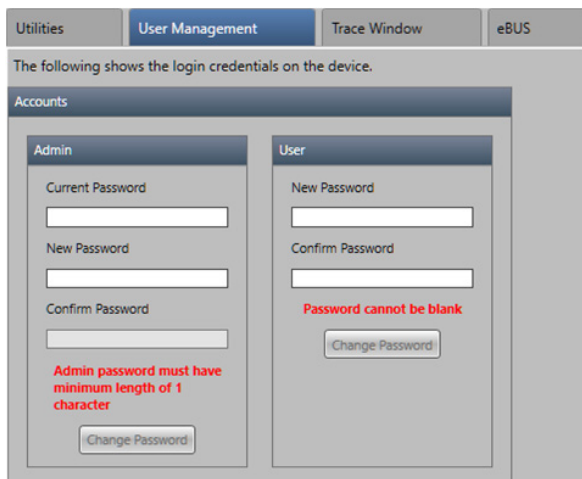 Utilities
User Management
Trace Window
eBUS
The following shows the login credentials on the device.
Accounts
Admin
Current Password
New Password
Confirm Password
Admin password must have
minimum length of 1
character
Change Password
User
New Password
Confirm Password
Password cannot be blank
Change Password